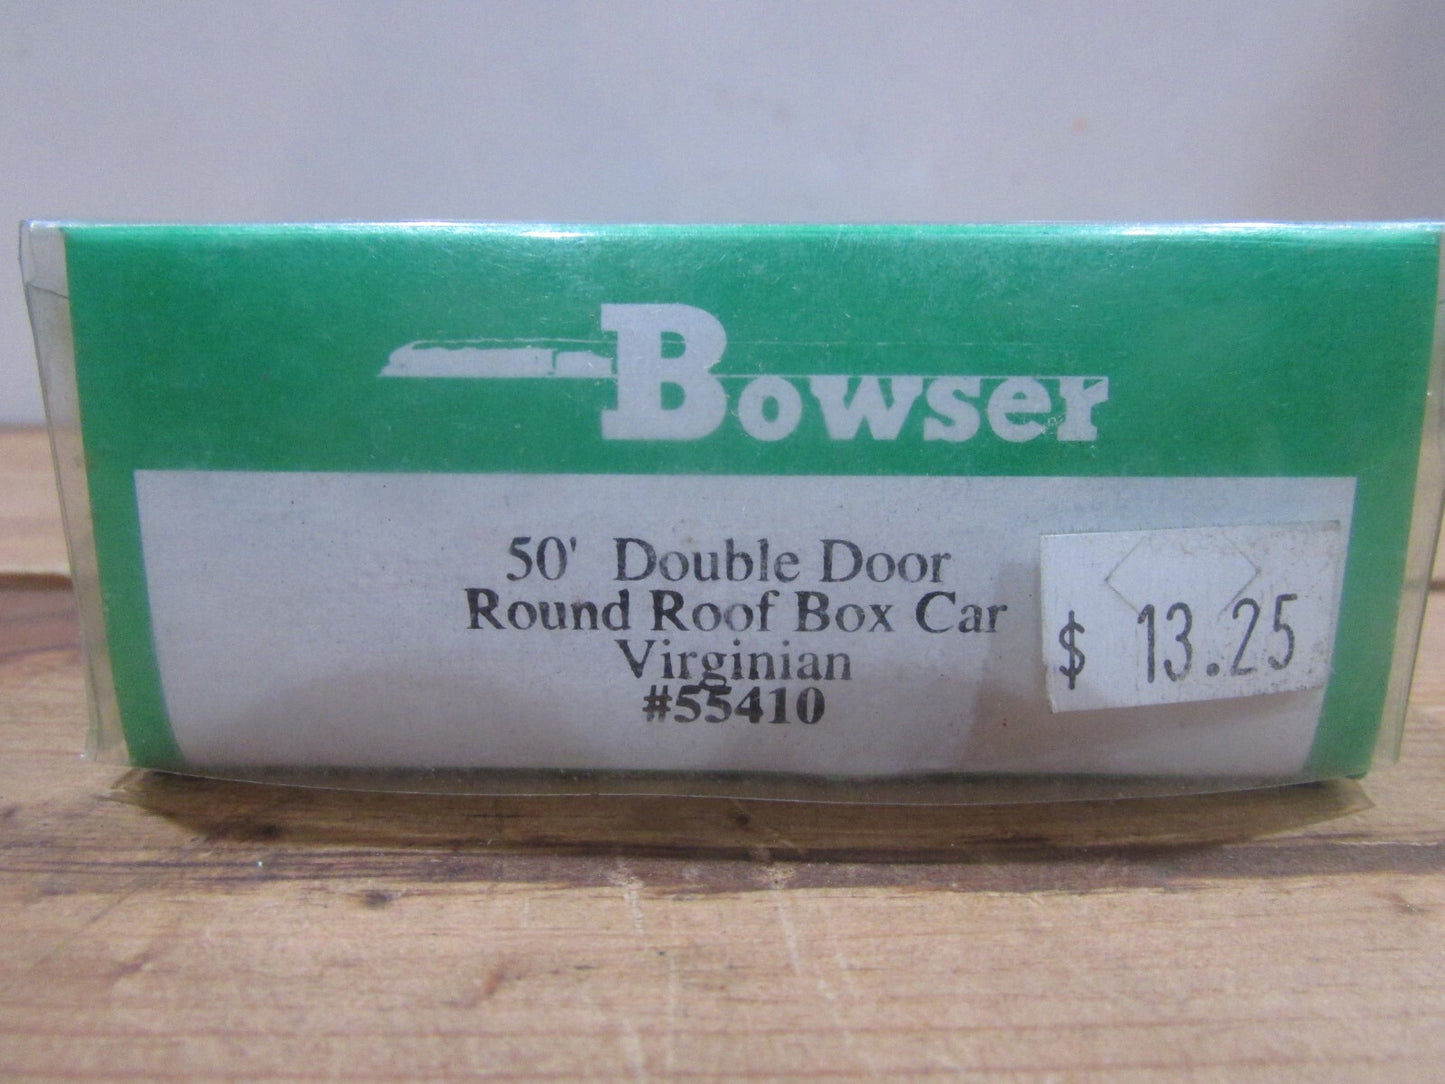 Bowser
50' Double Door
Round Roof Box Car
Virginian
#55410
$ 13.25